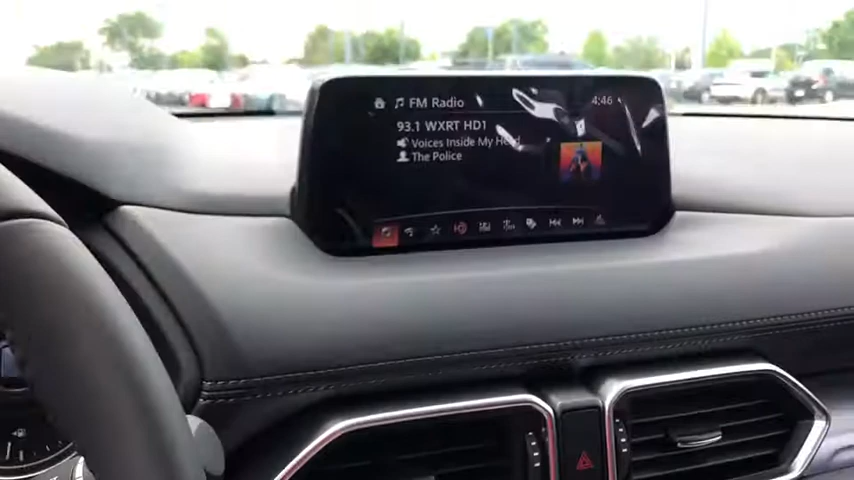 FM Radio
4:46
93.1 WXRT HD1
Voices Inside My Head
The Police